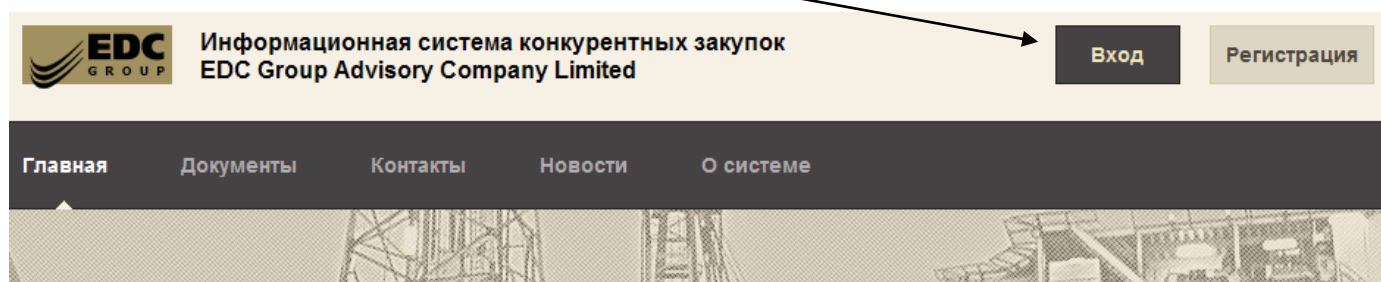 EDC
GROUP
Информационная система конкурентных закупок
EDC Group Advisory Company Limited
Вход
Регистрация
Главная
Документы
Контакты
Новости
О системе